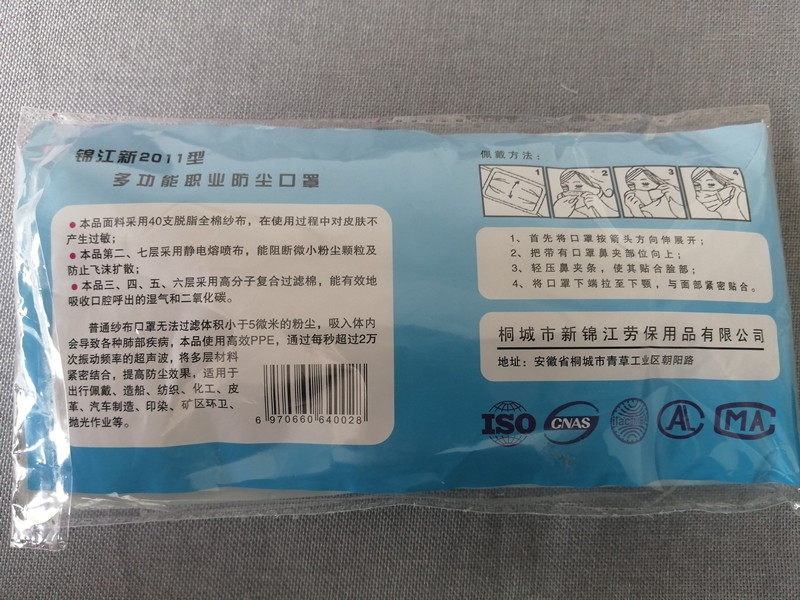 锦江新2011型
多功能职业防尘口罩
●本品面料采用40支脱脂全棉纱布，在使用过程中对皮肤不
产生过敏；
●本品第二、七层采用静电熔喷布，能阻断微小粉尘颗粒及
防止飞沫扩散；
●本品三、四、五、六层采用高分子复合过滤棉，能有效地
吸收口腔呼出的湿气和二氧化碳。
普通纱布口罩无法过滤体积小于5微米的粉尘，吸入体内
会导致各种肺部疾病，本品使用高效PPE，通过每秒超过2万
次振动频率的超声波，将多层材料
紧密结合，提高防尘效果，适用于
出行佩戴、造船、纺织、化工、皮
革、汽车制造、印染、矿区环卫、
抛光作业等。
6 970660 640028
佩戴方法：
1 2 3 4
1、首先将口罩按箭头方向伸展开；
2、把带有口罩鼻夹部位向上；
3、轻压鼻夹条，使其贴合脸部；
4、将口罩下端拉至下颚，与面部紧密贴合。
桐城市新锦江劳保用品有限公司
地址：安徽省桐城市青草工业区朝阳路
ISO CNAS ilac-MRA AL MA